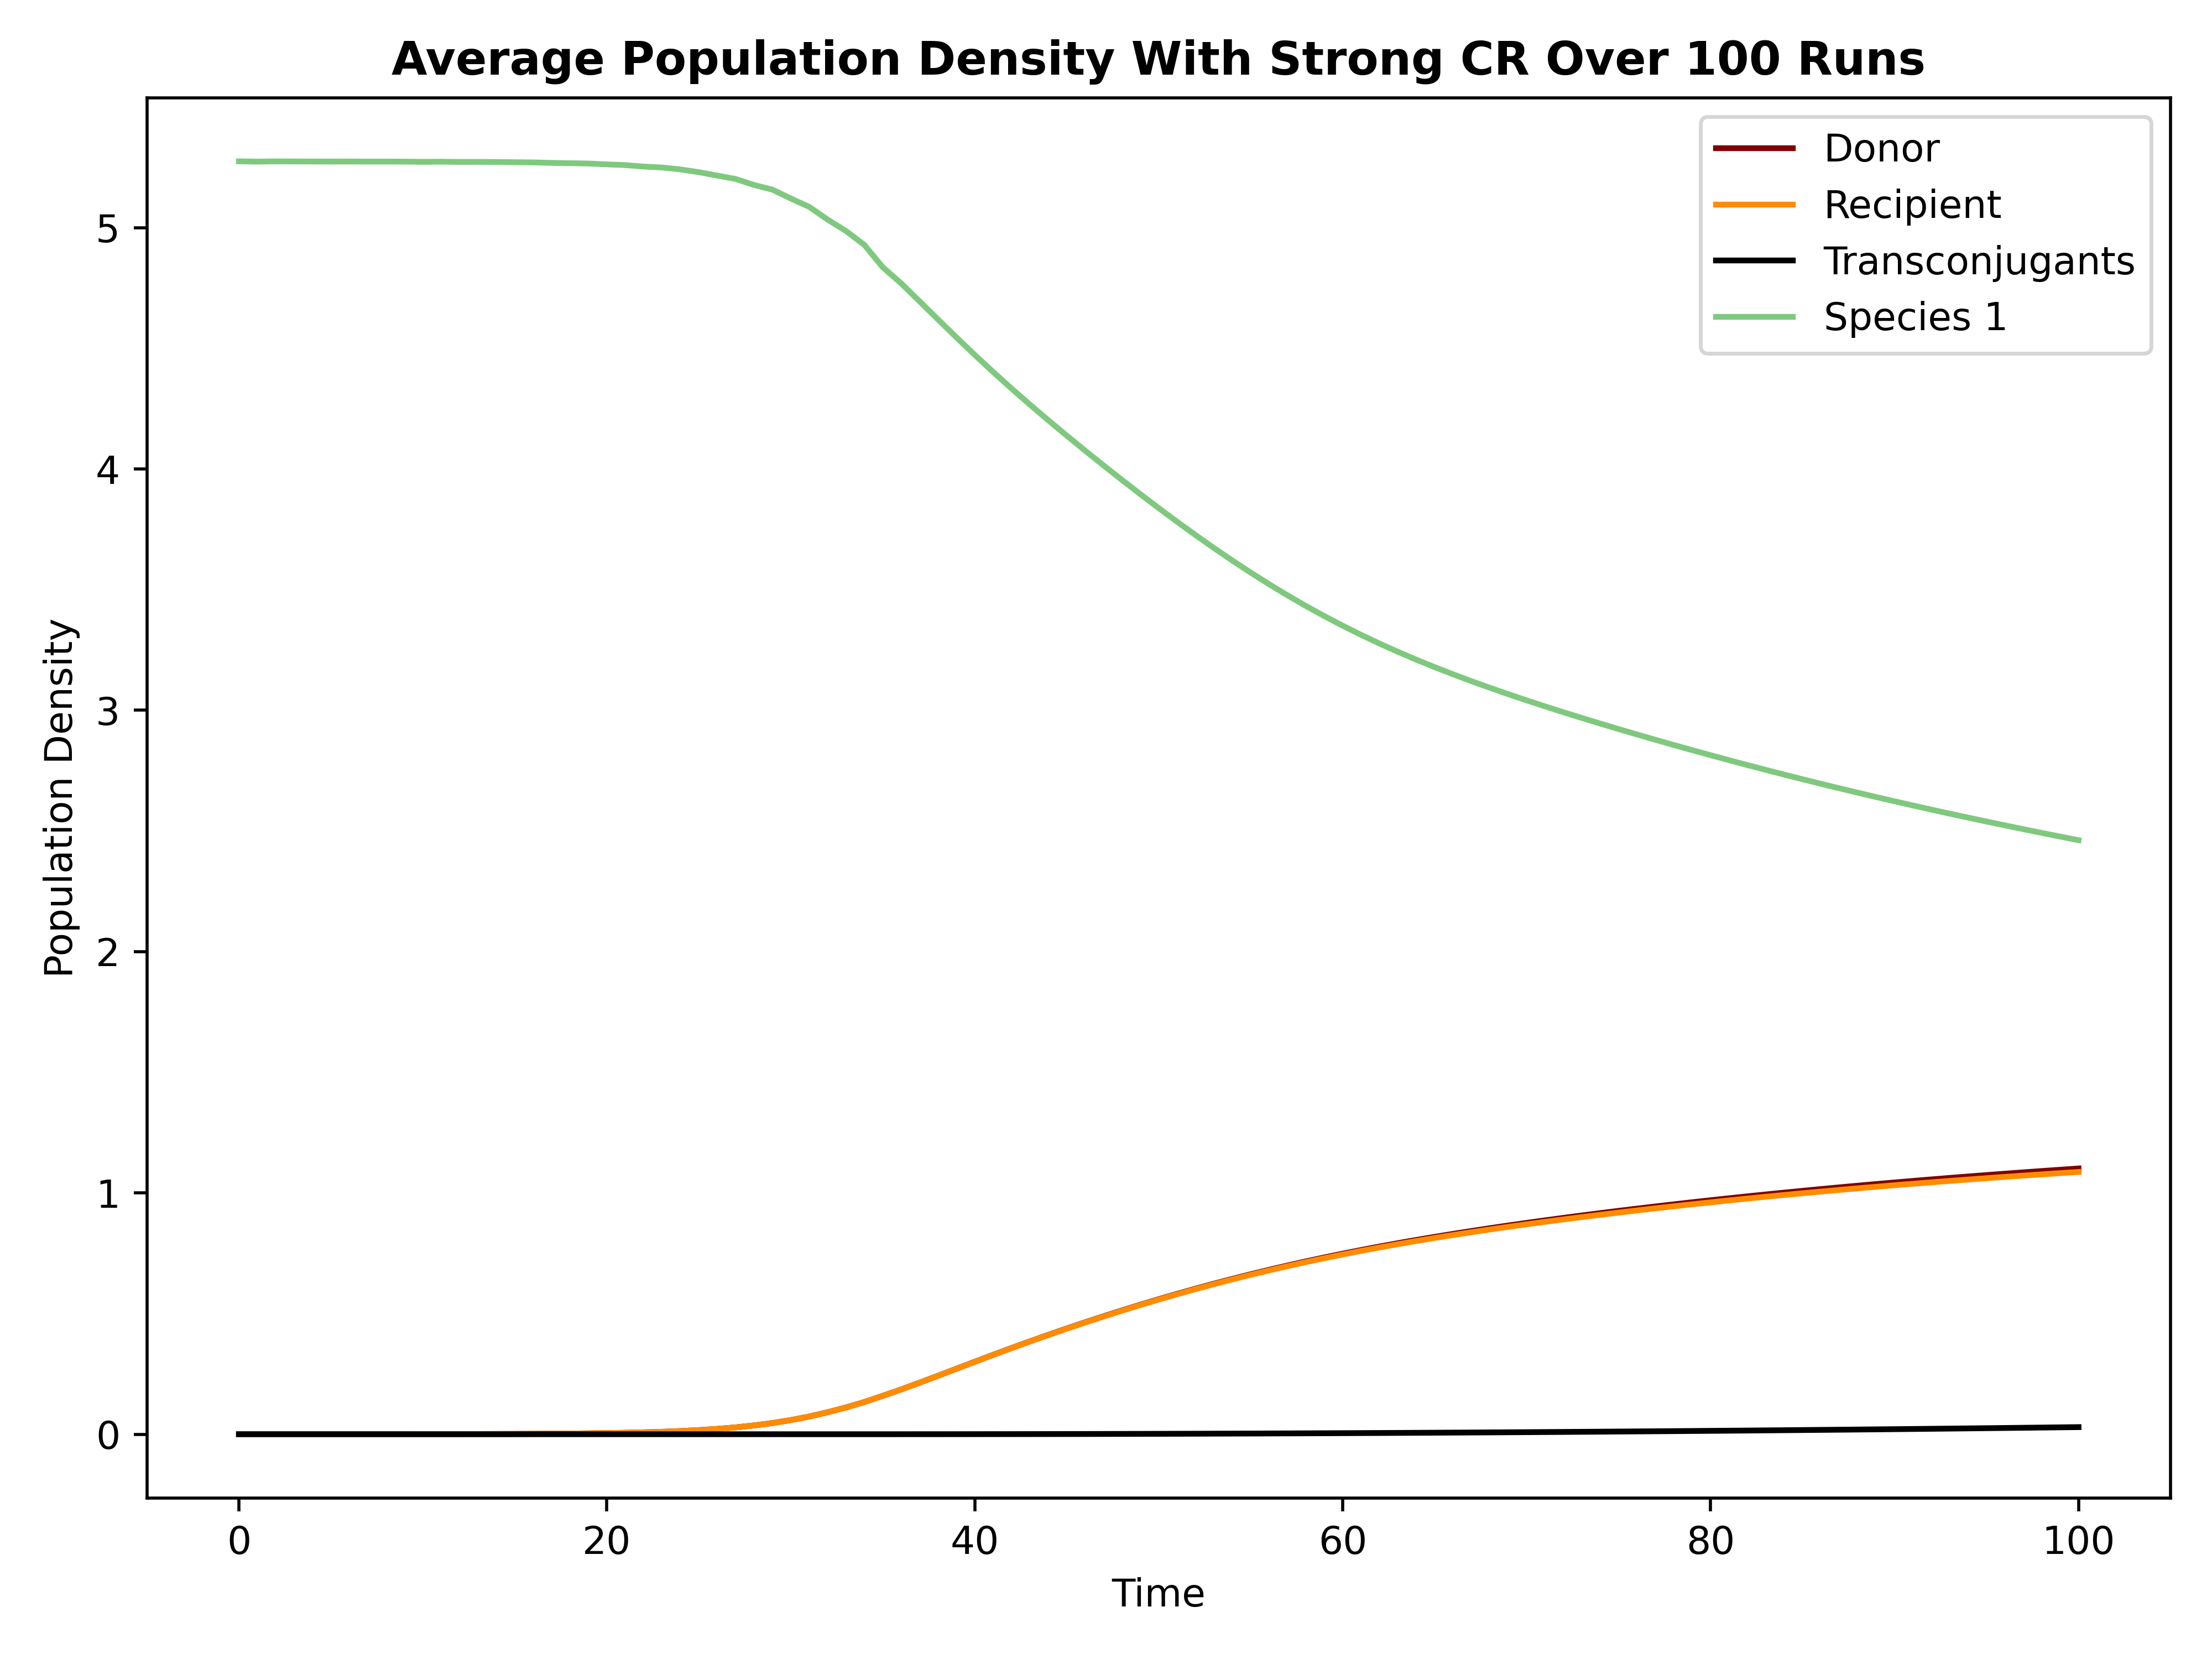 Average Population Density With Strong CR Over 100 Runs
Donor
Recipient
Transconjugants
Species 1
Population Density
5
4
3
2
1
0
0 20 40 60 80 100
Time